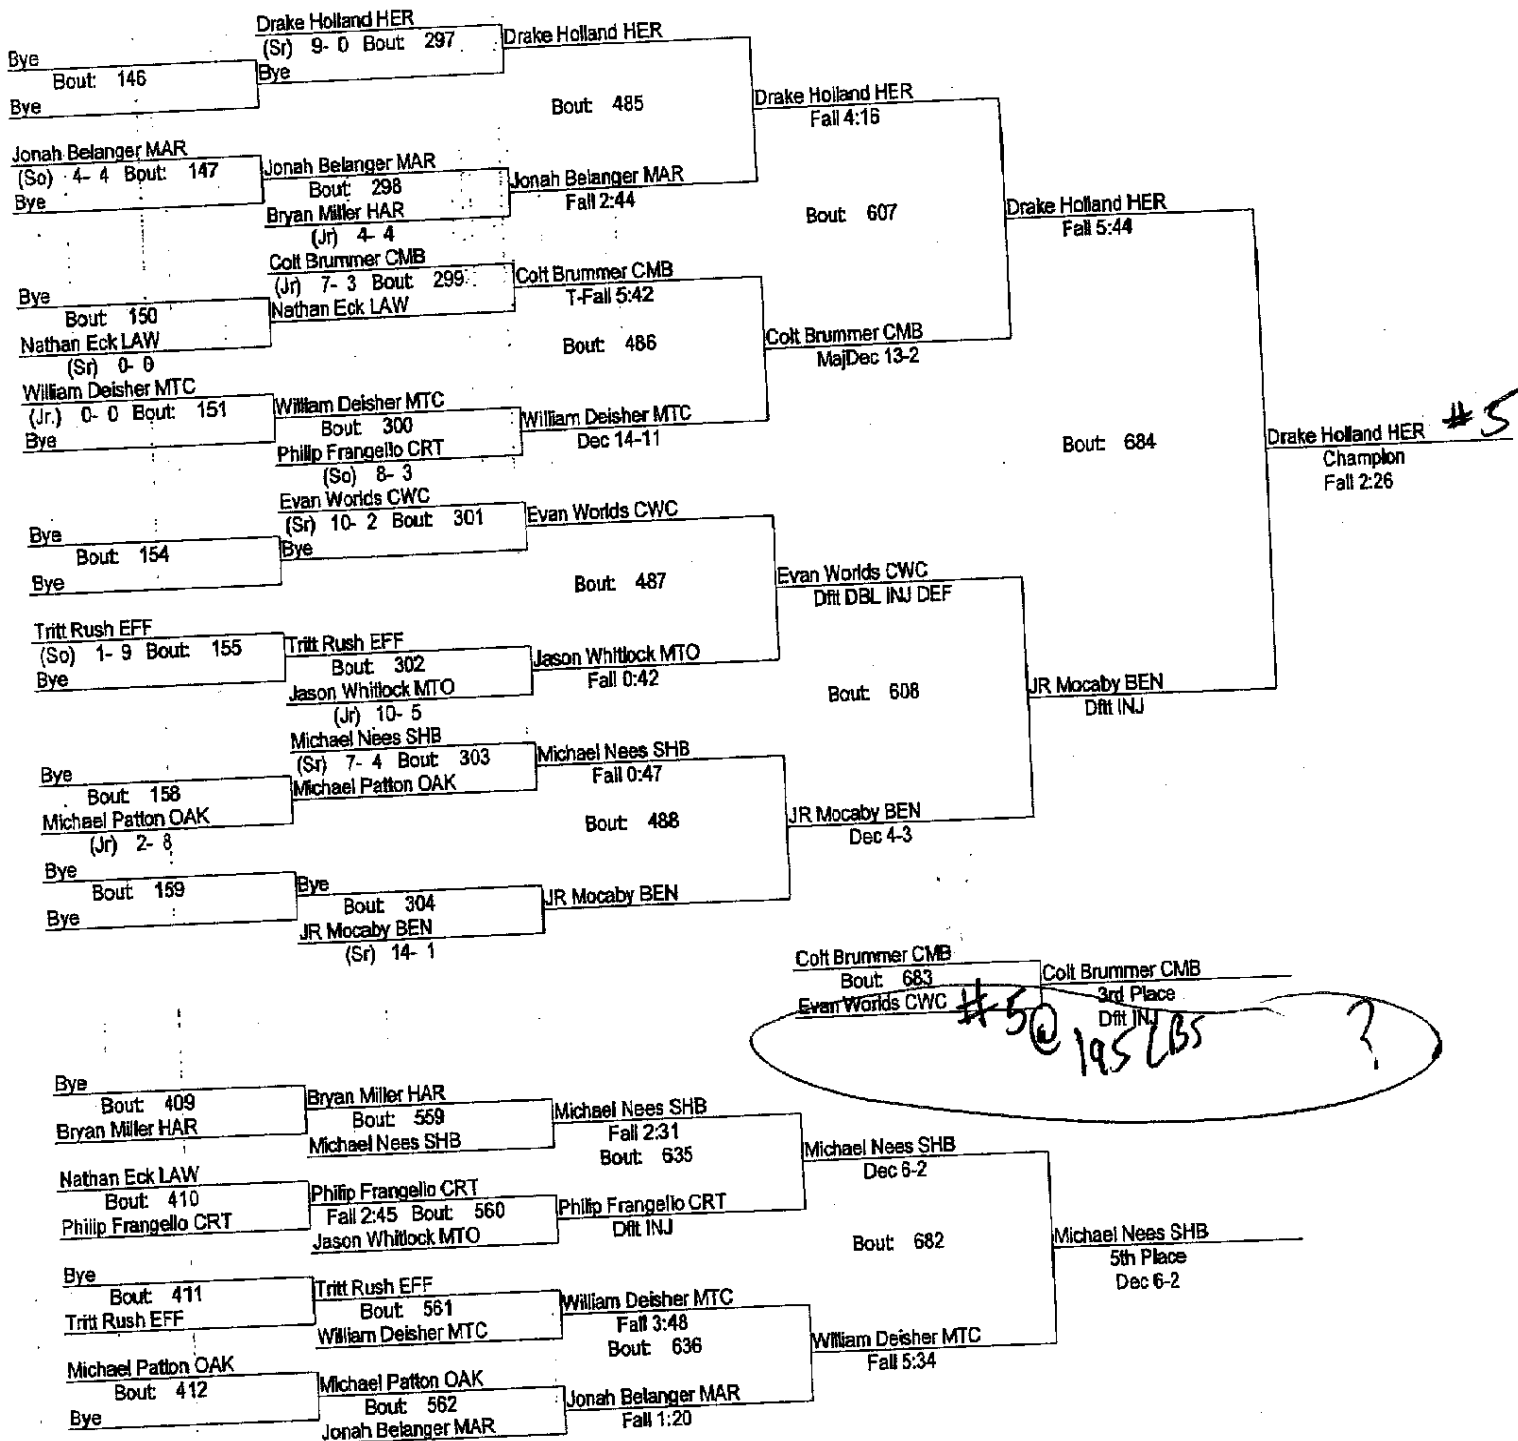 Drake Holland HER
(Sr) 9- 0 Bout: 297
Bye
Bye
Bout: 146
Bye
Drake Holland HER
Bout: 485
Jonah Belanger MAR
(So) 4- 4 Bout: 147
Bye
Jonah Belanger MAR
Bout: 298
Bryan Miller HAR
(Jr) 4- 4
Jonah Belanger MAR
Fall 2:44
Drake Holland HER
Fall 4:16
Bout: 607
Bye
Bout: 150
Nathan Eck LAW
(Sr) 0- 0
Colt Brummer CMB
(Jr) 7- 3 Bout: 299
Nathan Eck LAW
Colt Brummer CMB
T-Fall 5:42
Bout: 486
William Deisher MTC
(Jr.) 0- 0 Bout: 151
Bye
William Deisher MTC
Bout: 300
Philip Frangello CRT
(So) 8- 3
William Deisher MTC
Dec 14-11
Colt Brummer CMB
MajDec 13-2
Drake Holland HER
Fall 5:44
Bout: 684
Drake Holland HER #5
Champion
Fall 2:26
Bye
Bout: 154
Bye
Evan Worlds CWC
(Sr) 10- 2 Bout: 301
Bye
Evan Worlds CWC
Bout: 487
Tritt Rush EFF
(So) 1- 9 Bout: 155
Bye
Tritt Rush EFF
Bout: 302
Jason Whitlock MTO
(Jr) 10- 5
Jason Whitlock MTO
Fall 0:42
Evan Worlds CWC
Dftt DBL INJ DEF
Bout: 608
Bye
Bout: 158
Michael Patton OAK
(Jr) 2- 8
Michael Nees SHB
(Sr) 7- 4 Bout: 303
Michael Patton OAK
Michael Nees SHB
Fall 0:47
Bout: 488
Bye
Bout: 159
Bye
Bye
Bout: 304
JR Mocaby BEN
(Sr) 14- 1
JR Mocaby BEN
JR Mocaby BEN
Dec 4-3
JR Mocaby BEN
Dftt INJ
Colt Brummer CMB
Bout: 683
Evan Worlds CWC
Colt Brummer CMB
3rd Place
Dftt INJ
#5@ 195 LBS ?
Bye
Bout: 409
Bryan Miller HAR
Bryan Miller HAR
Bout: 559
Michael Nees SHB
Michael Nees SHB
Fall 2:31
Bout: 635
Nathan Eck LAW
Bout: 410
Philip Frangello CRT
Philip Frangello CRT
Fall 2:45 Bout: 560
Jason Whitlock MTO
Philip Frangello CRT
Dftt INJ
Michael Nees SHB
Dec 6-2
Bout: 682
Bye
Bout: 411
Tritt Rush EFF
Tritt Rush EFF
Bout: 561
William Deisher MTC
William Deisher MTC
Fall 3:48
Bout: 636
Michael Patton OAK
Bout: 412
Bye
Michael Patton OAK
Bout: 562
Jonah Belanger MAR
Jonah Belanger MAR
Fall 1:20
William Deisher MTC
Fall 5:34
Michael Nees SHB
5th Place
Dec 6-2